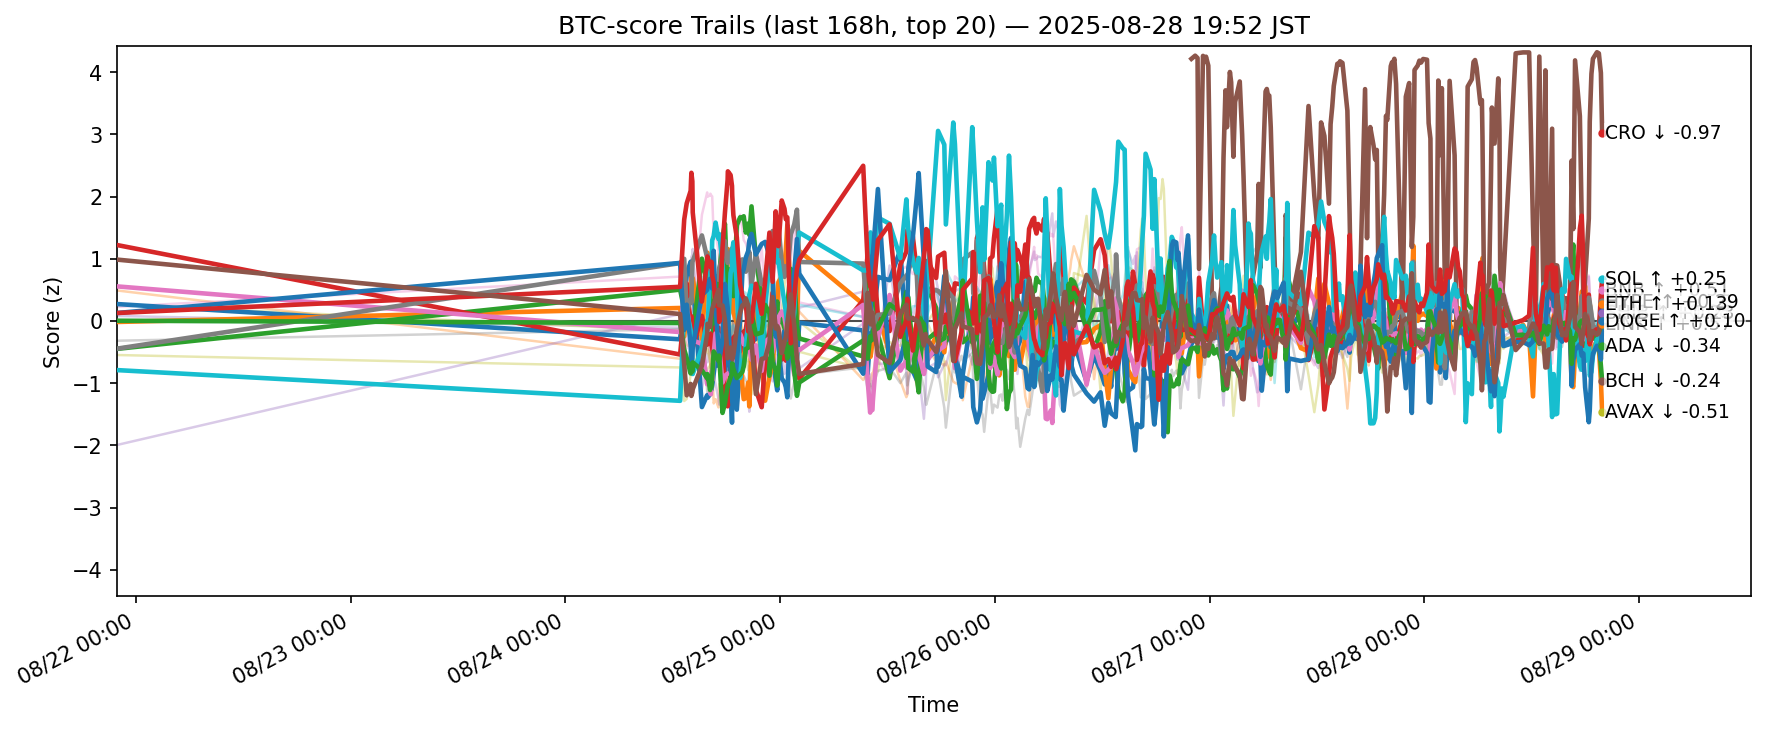 BTC-score Trails (last 168h, top 20) — 2025-08-28 19:52 JST
Score (z)
4
3
2
1
0
−1
−2
−3
−4
CRO ↓ -0.97
SOL ↑ +0.25
ETH ↑ +0.39
DOGE ↑ +0.10
ADA ↓ -0.34
BCH ↓ -0.24
AVAX ↓ -0.51
08/22 00:00
08/23 00:00
08/24 00:00
08/25 00:00
08/26 00:00
08/27 00:00
08/28 00:00
08/29 00:00
Time